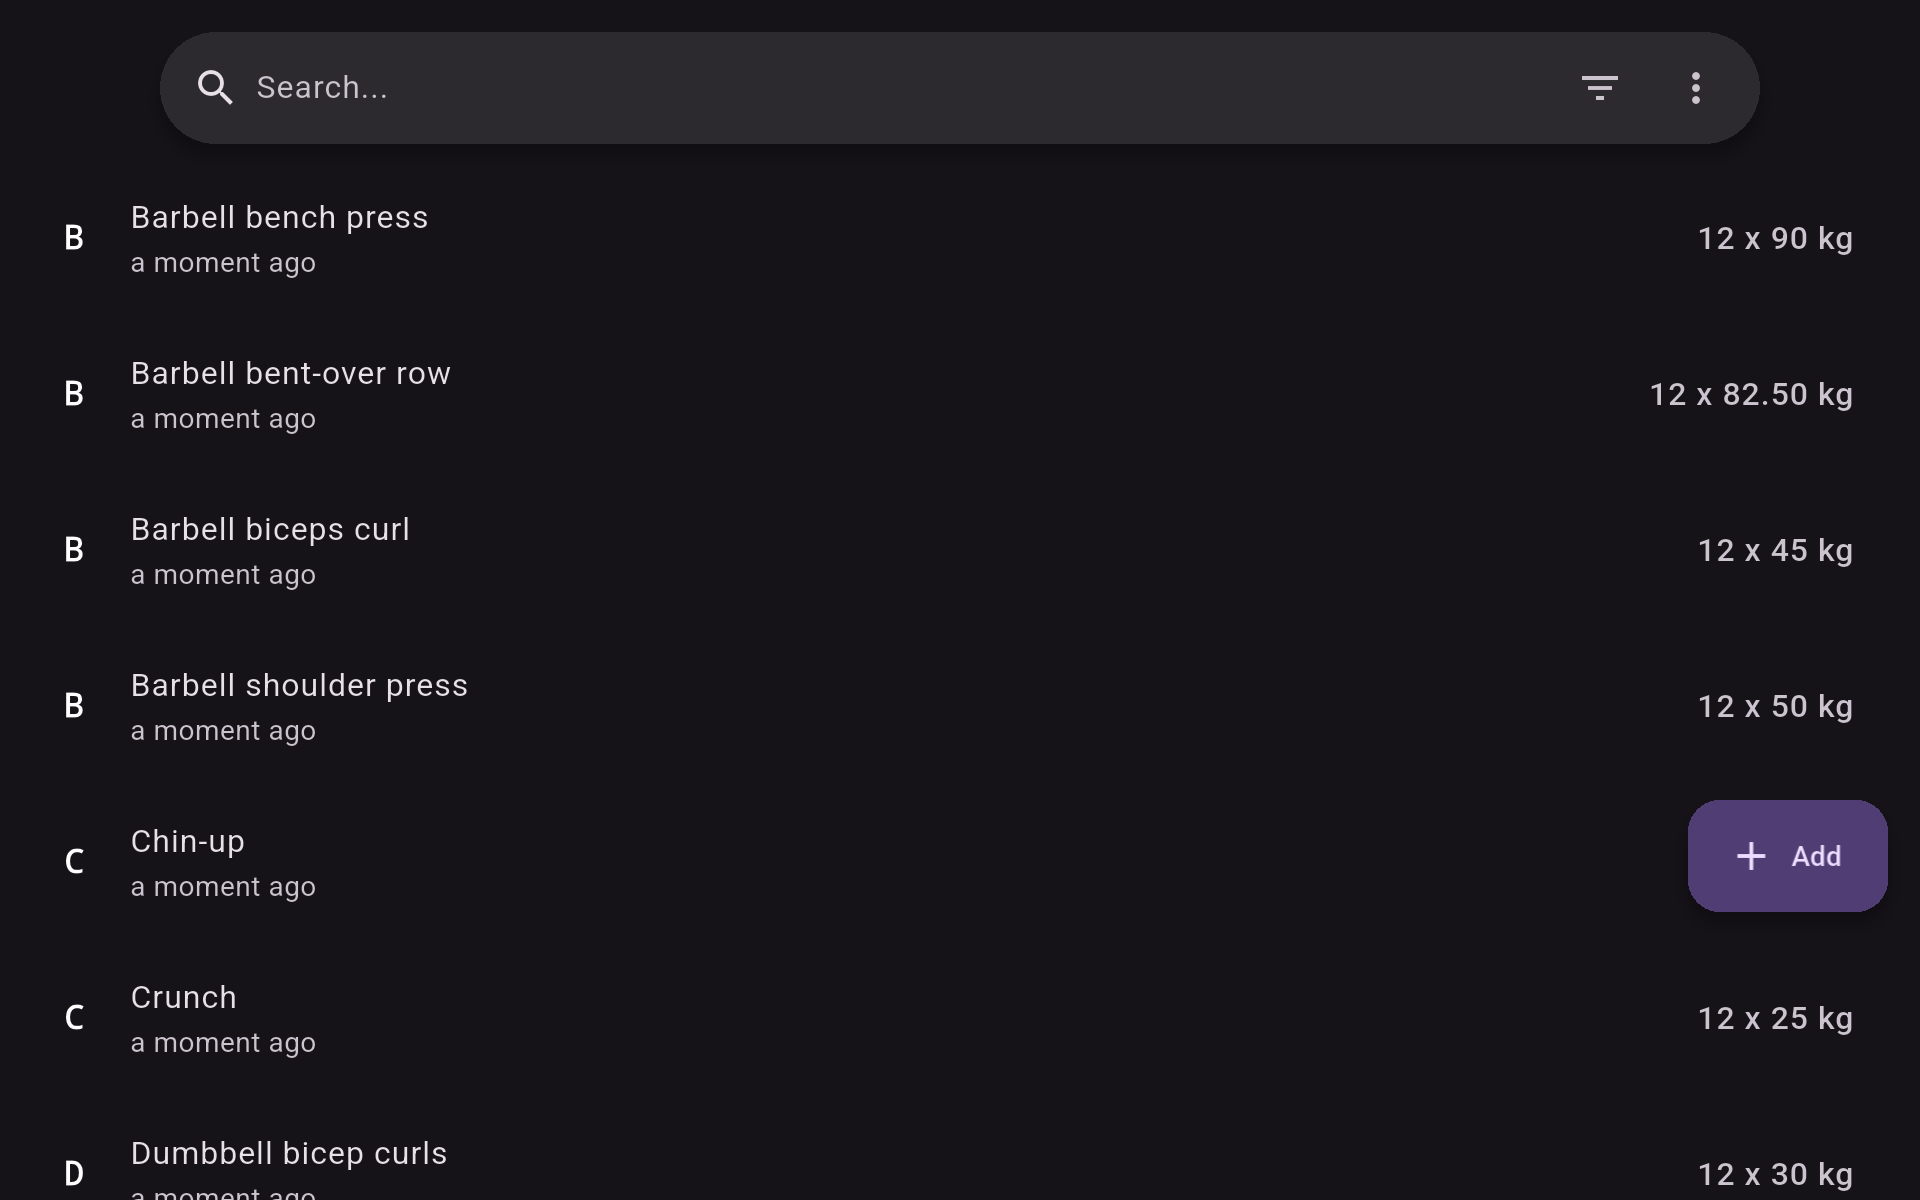 Search...
B
Barbell bench press
a moment ago
12 x 90 kg
B
Barbell bent-over row
a moment ago
12 x 82.50 kg
B
Barbell biceps curl
a moment ago
12 x 45 kg
B
Barbell shoulder press
a moment ago
12 x 50 kg
C
Chin-up
a moment ago
Add
C
Crunch
a moment ago
12 x 25 kg
D
Dumbbell bicep curls
a moment ago
12 x 30 kg